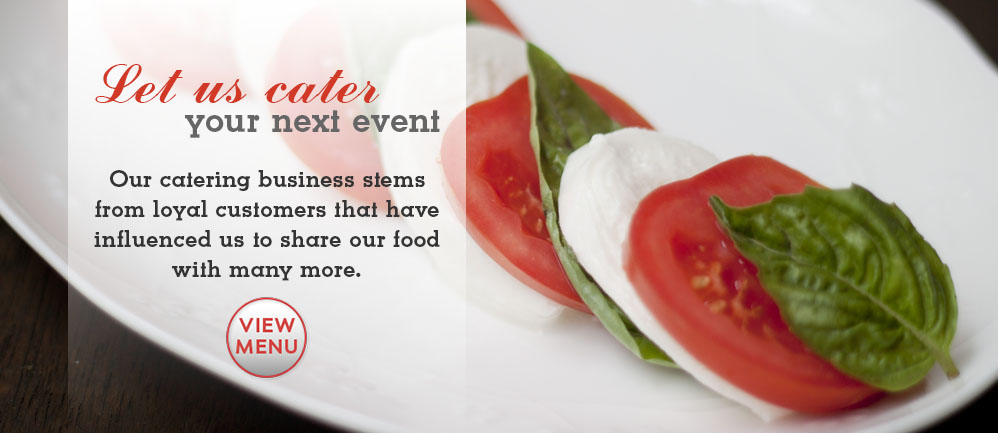 Let us cater
your next event
Our catering business stems
from loyal customers that have
influenced us to share our food
with many more.
VIEW
MENU